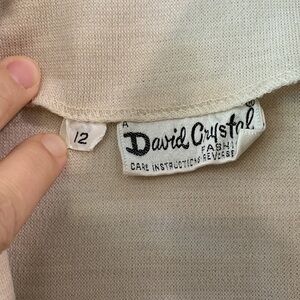 12
A
David Crystal
®
FASHI
CARE INSTRUCTIONS REVERSE